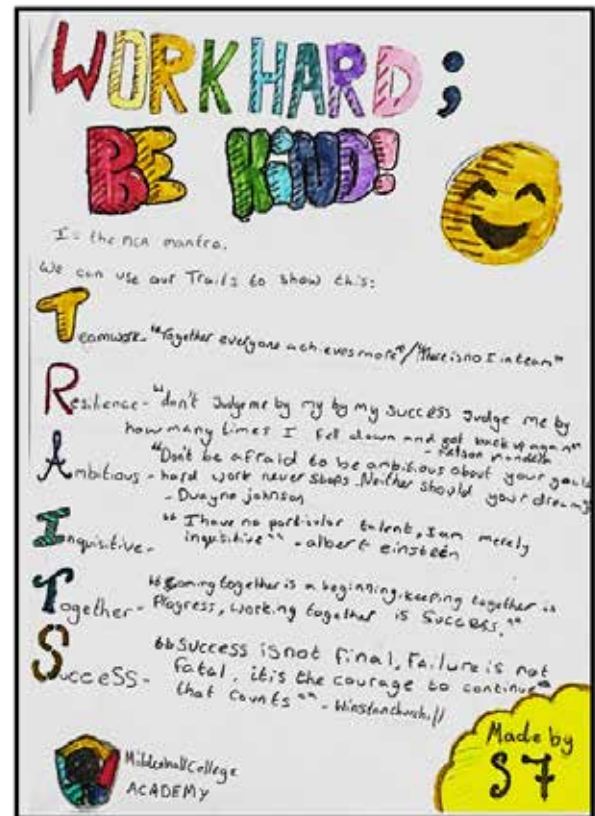 WORK HARD ;
BE KiND!
Is the MCA mantra.
We can use our Traits to show this:
Teamwork - "Together everyone achieves more" / "There is no I in team"
Resilience - "don't Judge me by my by my success Judge me by
how many times I fell down and got back up again"
- Nelson mandella
"Don't be afraid to be ambitious about your goals
Ambitious - hard work never stops. Neither should your dreams
- Dwayne johnson
"I have no particular talent, I am merely
Inquisitive - inquisitive" - albert einsteen
"Coming together is a beginning, keeping together is
Together - Progress, working together is Success."
"Success is not final, Failure is not
fatal, it is the courage to continue
Success - that counts" - Winston churchill
Mildenhall College
ACADEMY
Made by
S7